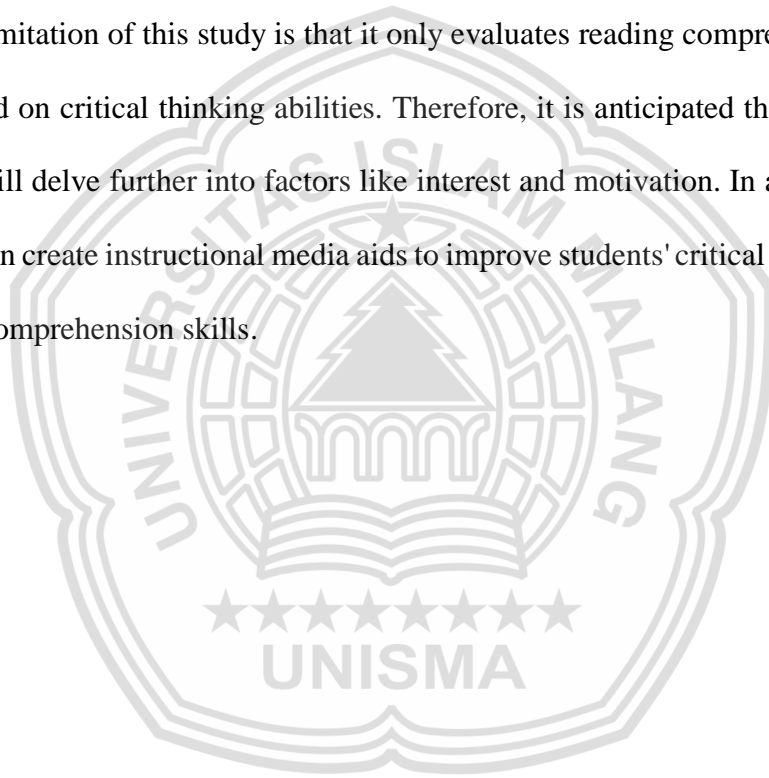 mitation of this study is that it only evaluates reading compre
d on critical thinking abilities. Therefore, it is anticipated th
ill delve further into factors like interest and motivation. In a
n create instructional media aids to improve students' critical
omprehension skills.
UNIVERSITAS ISLAM MALANG
UNISMA